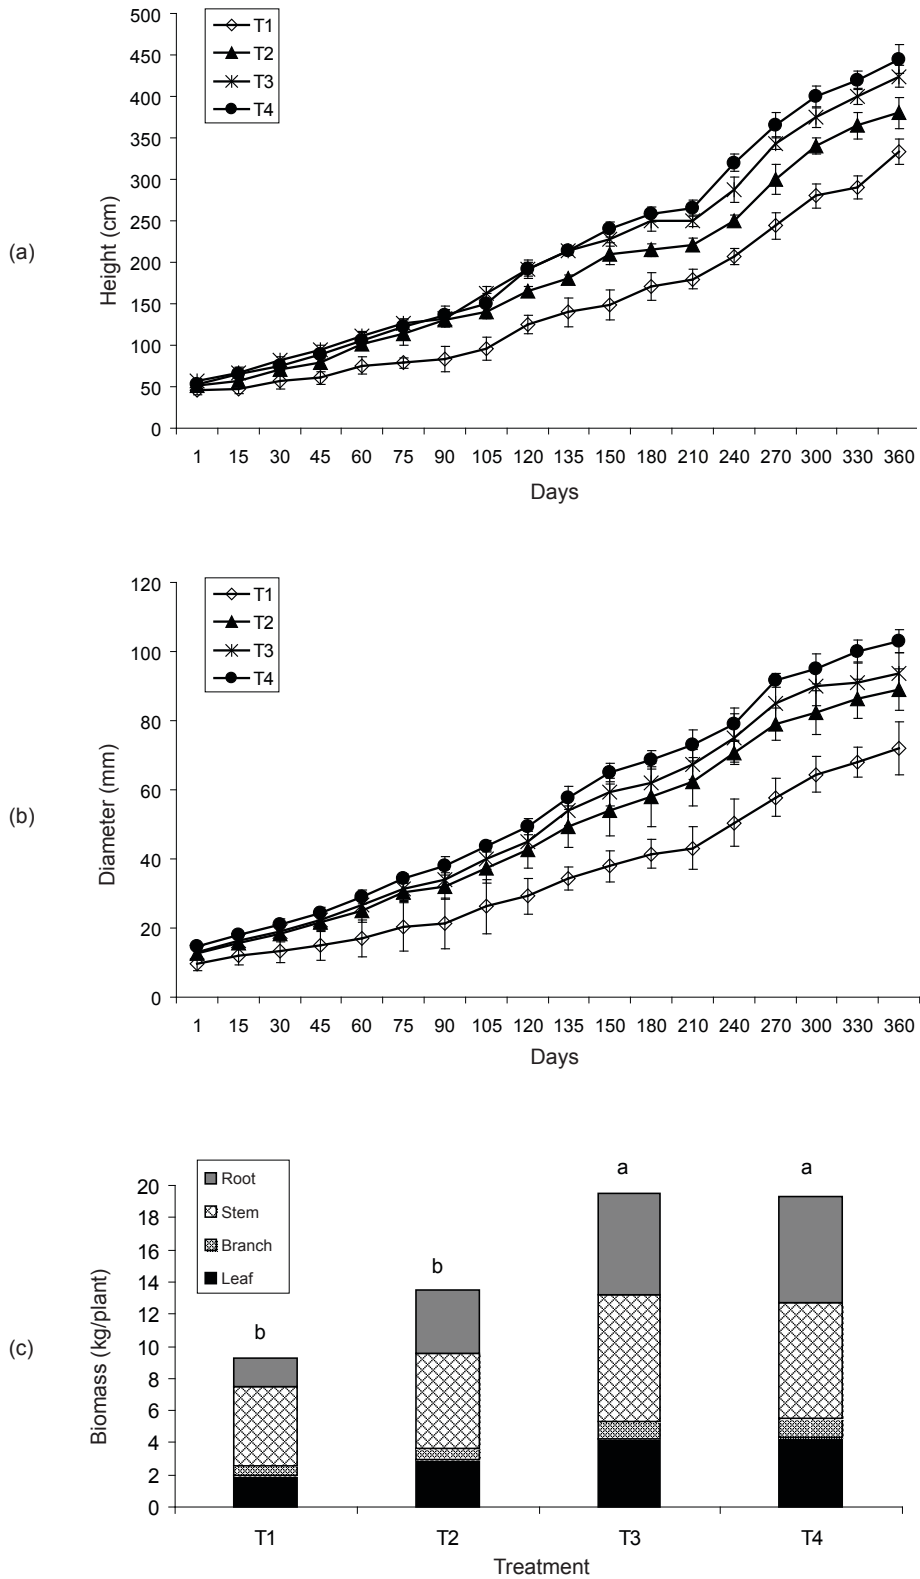 (a)
Height (cm)
500
450
400
350
300
250
200
150
100
50
0
T1
T2
T3
T4
1 15 30 45 60 75 90 105 120 135 150 180 210 240 270 300 330 360
Days
(b)
Diameter (mm)
120
100
80
60
40
20
0
T1
T2
T3
T4
1 15 30 45 60 75 90 105 120 135 150 180 210 240 270 300 330 360
Days
(c)
Biomass (kg/plant)
20
18
16
14
12
10
8
6
4
2
0
Root
Stem
Branch
Leaf
b
b
a
a
T1 T2 T3 T4
Treatment